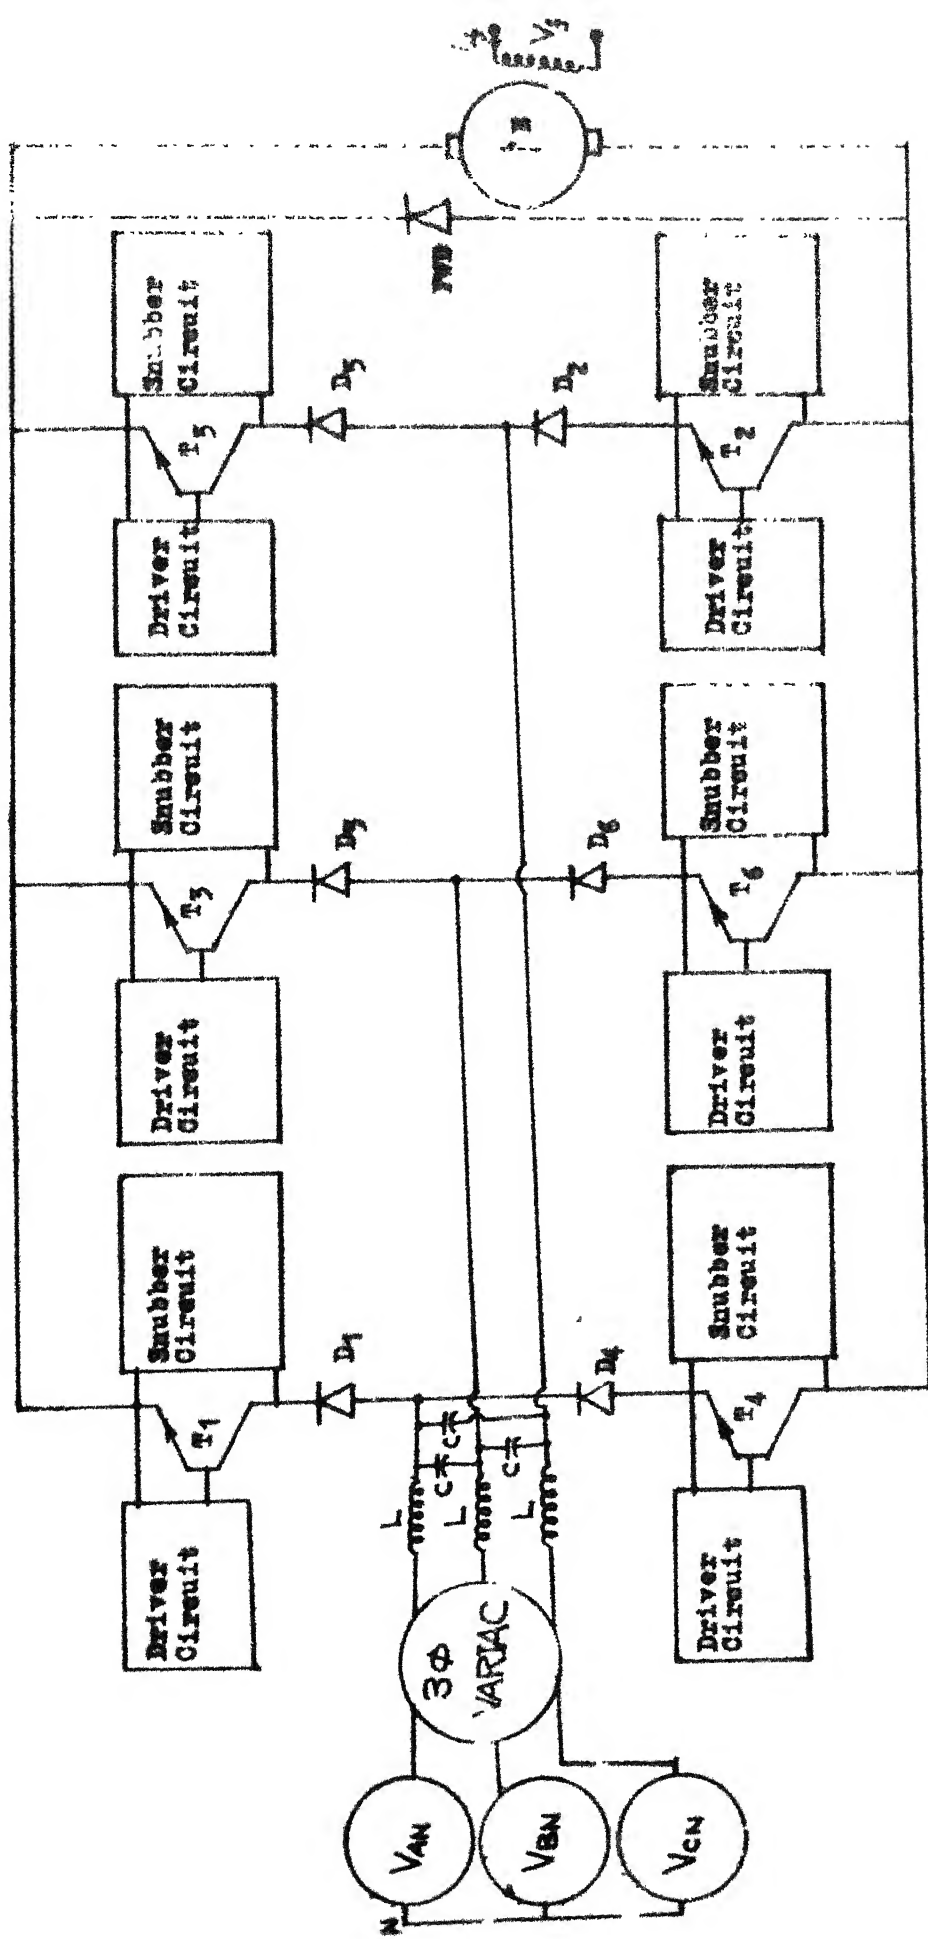 Driver
Circuit
T1
Snubber
Circuit
Driver
Circuit
T3
Snubber
Circuit
Driver
Circuit
T5
Snubber
Circuit
D1
D3
D5
FWD
M
Vf
N
VAN
VBN
VCN
3Φ
VARIAC
L
L
L
C
C
C
D4
D6
D2
Driver
Circuit
T4
Snubber
Circuit
Driver
Circuit
T6
Snubber
Circuit
Driver
Circuit
T2
Snubber
Circuit